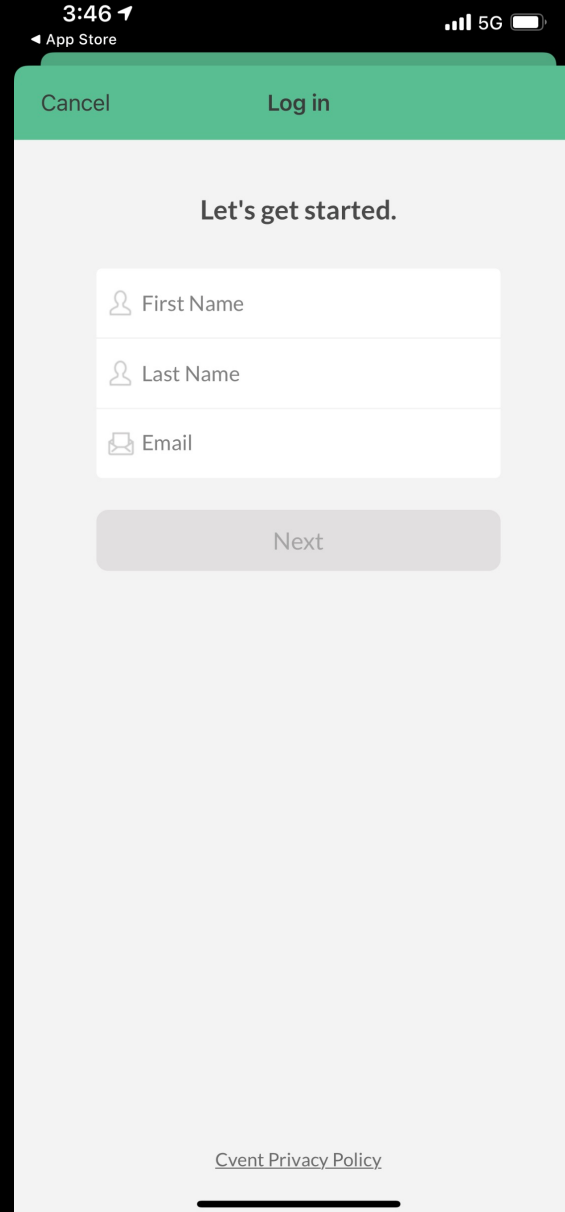 3:46
5G
◀ App Store
Cancel
Log in
Let's get started.
First Name
Last Name
Email
Next
Cvent Privacy Policy